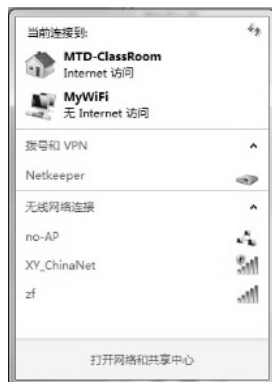 当前连接到:
MTD-ClassRoom
Internet 访问
MyWiFi
无 Internet 访问
拨号和 VPN
Netkeeper
无线网络连接
no-AP
XY_ChinaNet
zf
打开网络和共享中心